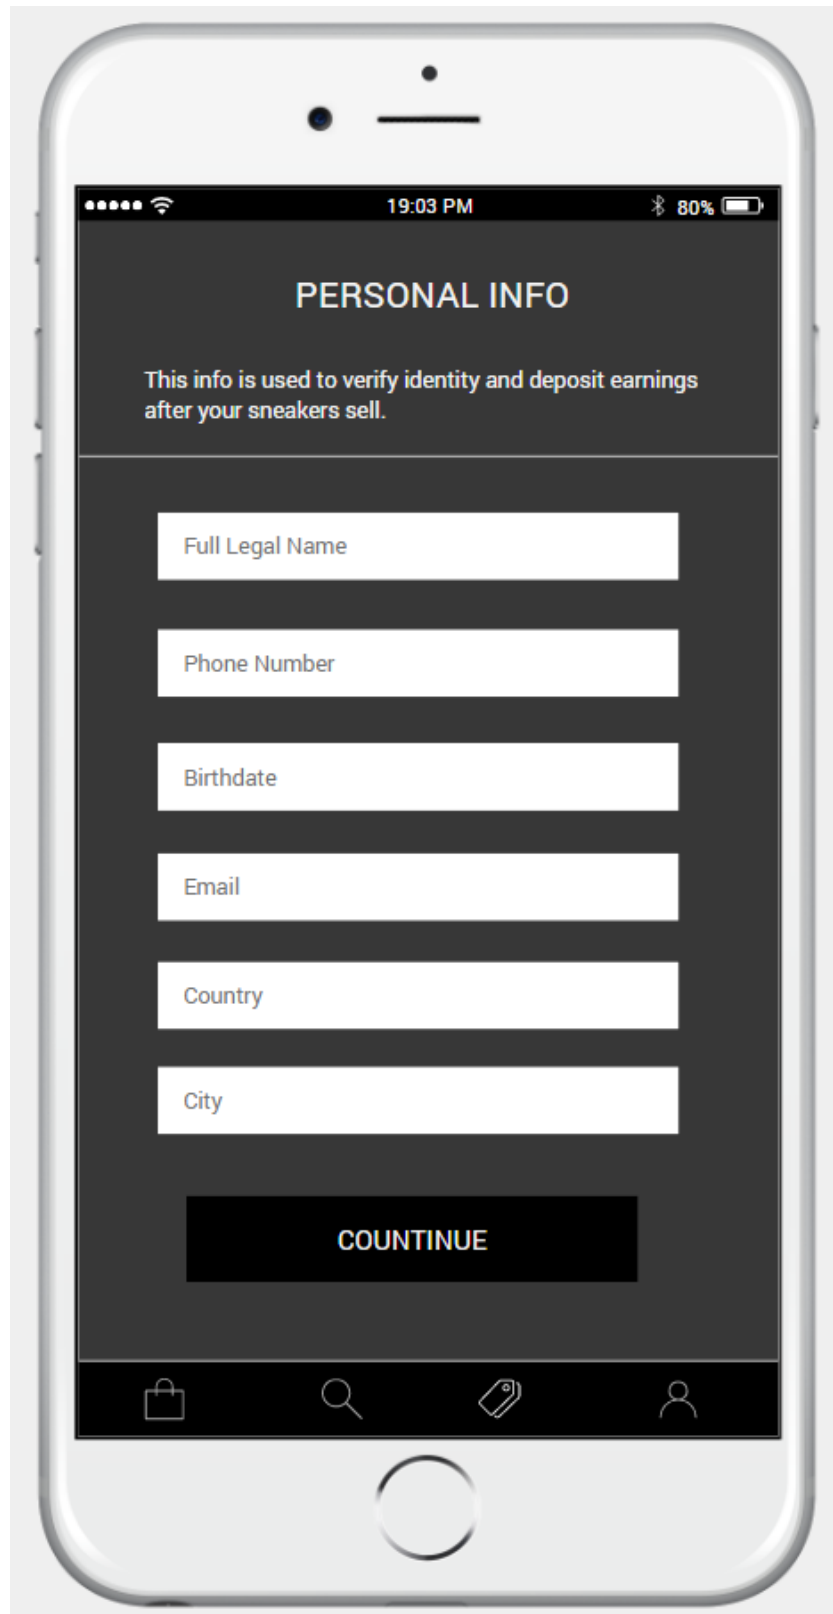 19:03 PM
80%
PERSONAL INFO
This info is used to verify identity and deposit earnings
after your sneakers sell.
Full Legal Name
Phone Number
Birthdate
Email
Country
City
COUNTINUE